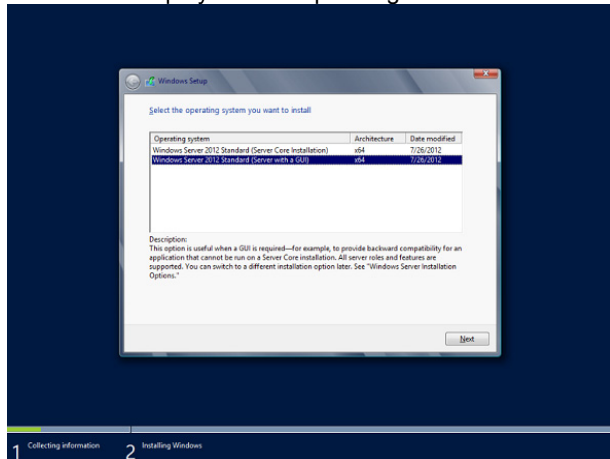 Windows Setup
Select the operating system you want to install
Operating system Architecture Date modified
Windows Server 2012 Standard (Server Core Installation) x64 7/26/2012
Windows Server 2012 Standard (Server with a GUI) x64 7/26/2012
Description:
This option is useful when a GUI is required—for example, to provide backward compatibility for an
application that cannot be run on a Server Core installation. All server roles and features are
supported. You can switch to a different installation option later. See "Windows Server Installation
Options."
Next
1 Collecting information 2 Installing Windows